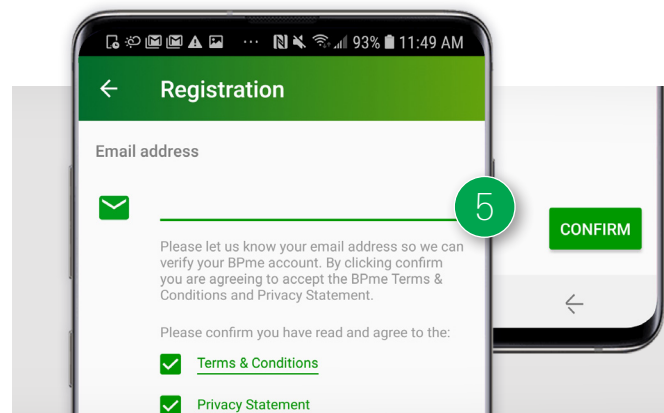 93% 11:49 AM
Registration
Email address
5
CONFIRM
Please let us know your email address so we can
verify your BPme account. By clicking confirm
you are agreeing to accept the BPme Terms &
Conditions and Privacy Statement.
Please confirm you have read and agree to the:
Terms & Conditions
Privacy Statement